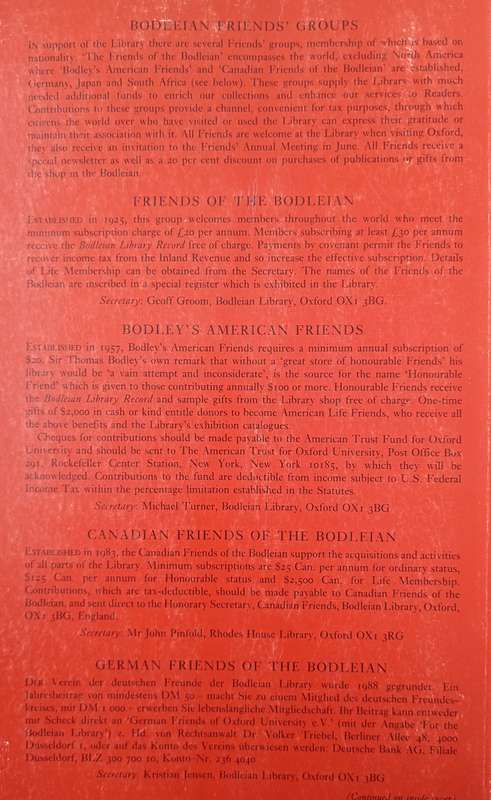 BODLEIAN FRIENDS' GROUPS
IN support of the Library there are several Friends' groups, membership of which is based on
nationality. 'The Friends of the Bodleian' encompasses the world, excluding North America
where 'Bodley's American Friends' and 'Canadian Friends of the Bodleian' are established,
Germany, Japan and South Africa (see below). These groups supply the Library with much
needed additional funds to enrich our collections and enhance our services to Readers.
Contributions to these groups provide a channel, convenient for tax purposes, through which
citizens the world over who have visited or used the Library can express their gratitude or
maintain their association with it. All Friends are welcome at the Library when visiting Oxford,
they also receive an invitation to the Friends' Annual Meeting in June. All Friends receive a
special newsletter as well as a 20 per cent discount on purchases of publications or gifts from
the shop in the Bodleian.
FRIENDS OF THE BODLEIAN
ESTABLISHED in 1925, this group welcomes members throughout the world who meet the
minimum subscription charge of £20 per annum. Members subscribing at least £30 per annum
receive the Bodleian Library Record free of charge. Payments by covenant permit the Friends to
recover income tax from the Inland Revenue and so increase the effective subscription. Details
of Life Membership can be obtained from the Secretary. The names of the Friends of the
Bodleian are inscribed in a special register which is exhibited in the Library.
Secretary: Geoff Groom, Bodleian Library, Oxford OX1 3BG.
BODLEY'S AMERICAN FRIENDS
ESTABLISHED in 1957, Bodley's American Friends requires a minimum annual subscription of
$20. Sir Thomas Bodley's own remark that without a 'great store of honourable Friends' his
library would be 'a vain attempt and inconsiderate', is the source for the name 'Honourable
Friend' which is given to those contributing annually $100 or more. Honourable Friends receive
the Bodleian Library Record and sample gifts from the Library shop free of charge. One-time
gifts of $2,000 in cash or kind entitle donors to become American Life Friends, who receive all
the above benefits and the Library's exhibition catalogues.
Cheques for contributions should be made payable to the American Trust Fund for Oxford
University and should be sent to The American Trust for Oxford University, Post Office Box
291, Rockefeller Center Station, New York, New York 10185, by which they will be
acknowledged. Contributions to the fund are deductible from income subject to U.S. Federal
Income Tax within the percentage limitation established in the Statutes.
Secretary: Michael Turner, Bodleian Library, Oxford OX1 3BG
CANADIAN FRIENDS OF THE BODLEIAN
ESTABLISHED in 1983, the Canadian Friends of the Bodleian support the acquisitions and activities
of all parts of the Library. Minimum subscriptions are $25 Can. per annum for ordinary status,
$125 Can. per annum for Honourable status and $2,500 Can. for Life Membership.
Contributions, which are tax-deductible, should be made payable to Canadian Friends of the
Bodleian, and sent direct to the Honorary Secretary, Canadian Friends, Bodleian Library, Oxford,
OX1 3BG, England.
Secretary: Mr John Pinfold, Rhodes House Library, Oxford OX1 3RG
GERMAN FRIENDS OF THE BODLEIAN
DER Verein der deutschen Freunde der Bodleian Library wurde 1988 gegründet. Ein
Jahresbeitrag von mindestens DM 50 – macht Sie zu einem Mitglied des deutschen Freundes-
kreises, mit DM 1 000 – erwerben Sie lebenslängliche Mitgliedschaft. Ihr Beitrag kann entweder
mit Scheck direkt an 'German Friends of Oxford University e.V.' (mit der Angabe 'For the
Bodleian Library') z. Hd. von Rechtsanwalt Dr Volker Triebel, Berliner Allee 48, 4000
Düsseldorf 1, oder auf das Konto des Vereins überwiesen werden: Deutsche Bank AG, Filiale
Düsseldorf, BLZ 300 700 10, Konto-Nr. 236 4040
Secretary: Kristian Jensen, Bodleian Library, Oxford OX1 3BG
(Continued on inside cover)